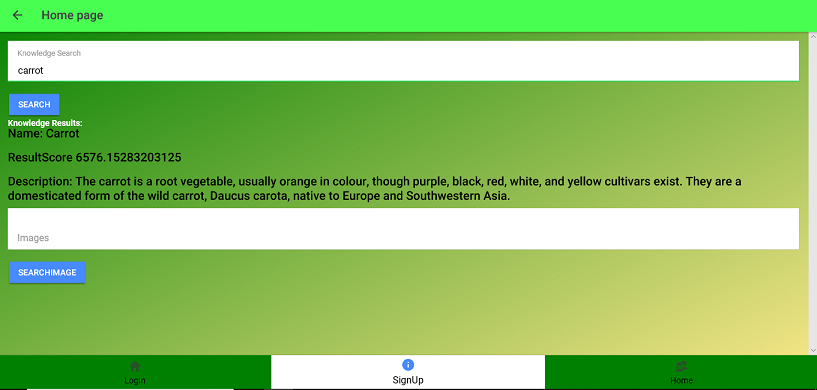 Home page
Knowledge Search
carrot
SEARCH
Knowledge Results:
Name: Carrot
ResultScore 6576.15283203125
Description: The carrot is a root vegetable, usually orange in colour, though purple, black, red, white, and yellow cultivars exist. They are a
domesticated form of the wild carrot, Daucus carota, native to Europe and Southwestern Asia.
Images
SEARCHIMAGE
Login
SignUp
Home